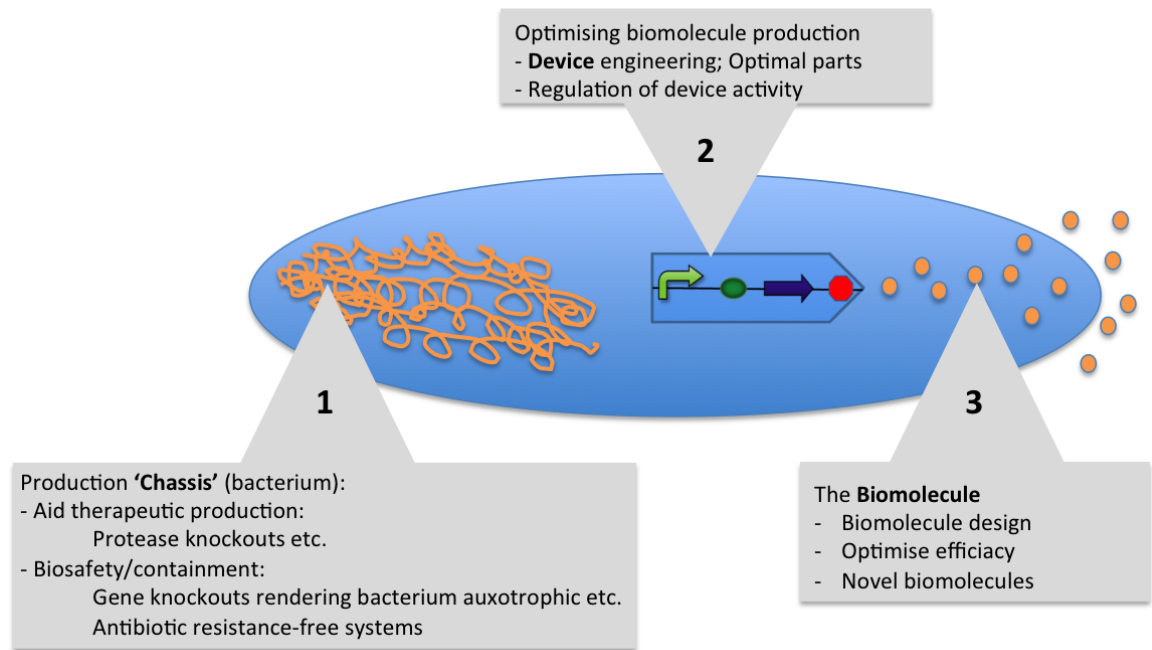 Optimising biomolecule production
- Device engineering; Optimal parts
- Regulation of device activity
2
1
3
Production ‘Chassis’ (bacterium):
- Aid therapeutic production:
Protease knockouts etc.
- Biosafety/containment:
Gene knockouts rendering bacterium auxotrophic etc.
Antibiotic resistance-free systems
The Biomolecule
- Biomolecule design
- Optimise efficiacy
- Novel biomolecules